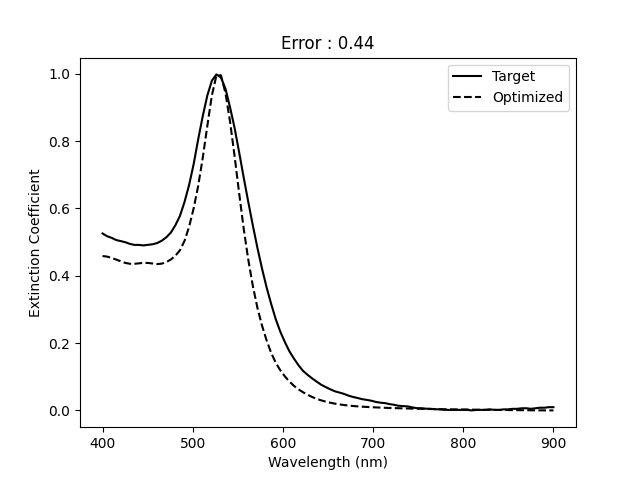 Error : 0.44
Target
Optimized
Extinction Coefficient
1.0
0.8
0.6
0.4
0.2
0.0
400 500 600 700 800 900
Wavelength (nm)